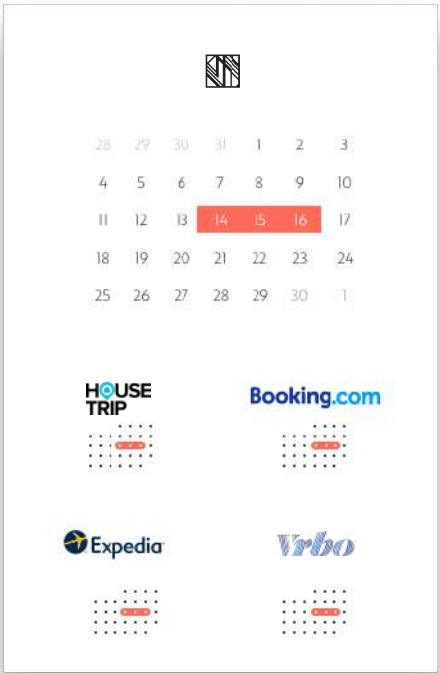 28 29 30 31 1 2 3
4 5 6 7 8 9 10
11 12 13 14 15 16 17
18 19 20 21 22 23 24
25 26 27 28 29 30 1
HOUSE
TRIP
Booking.com
Expedia
Vrbo